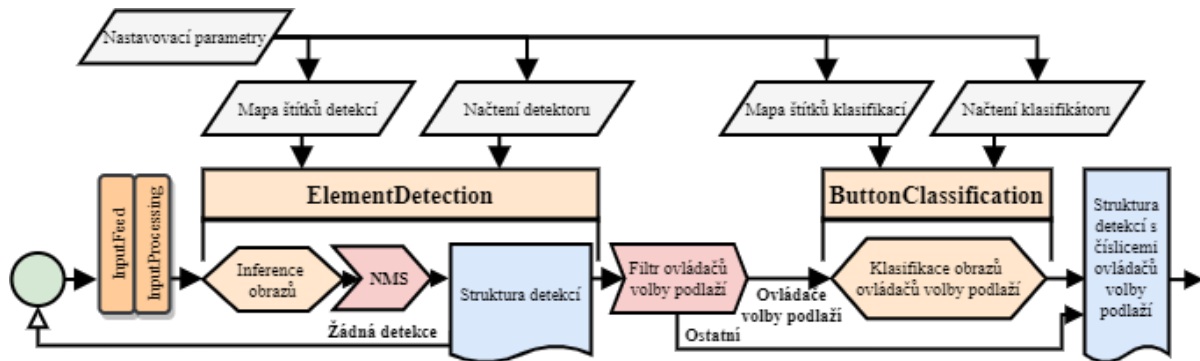 Nastavovací parametry
Mapa štítků detekcí
Načtení detektoru
Mapa štítků klasifikací
Načtení klasifikátoru
ElementDetection
ButtonClassification
InputFeed
InputProcessing
Inference
obrazů
NMS
Struktura detekcí
Filtr ovládačů
volby podlaží
Ovládače
volby podlaží
Klasifikace obrazů
ovládačů volby podlaží
Struktura
detekcí s
číslicemi
ovládačů
volby
podlaží
Žádná detekce
Ostatní